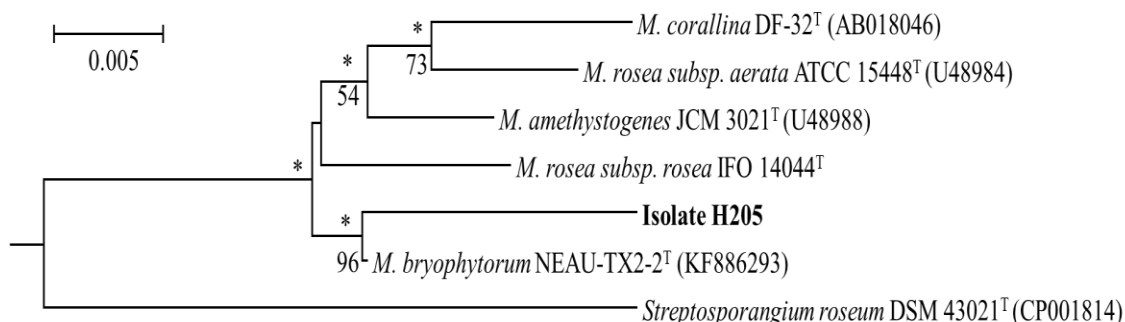 *
M. corallina DF-32ᵀ (AB018046)
0.005
*
73
M. rosea subsp. aerata ATCC 15448ᵀ (U48984)
54
M. amethystogenes JCM 3021ᵀ (U48988)
*
M. rosea subsp. rosea IFO 14044ᵀ
*
Isolate H205
96
M. bryophytorum NEAU-TX2-2ᵀ (KF886293)
Streptosporangium roseum DSM 43021ᵀ (CP001814)